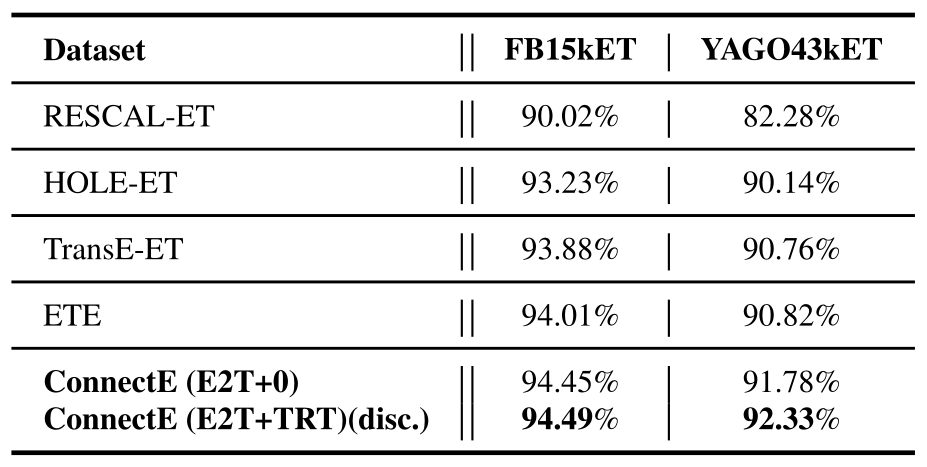 Dataset || FB15kET | YAGO43kET
RESCAL-ET || 90.02% | 82.28%
HOLE-ET || 93.23% | 90.14%
TransE-ET || 93.88% | 90.76%
ETE || 94.01% | 90.82%
ConnectE (E2T+0) || 94.45% | 91.78%
ConnectE (E2T+TRT)(disc.) || 94.49% | 92.33%